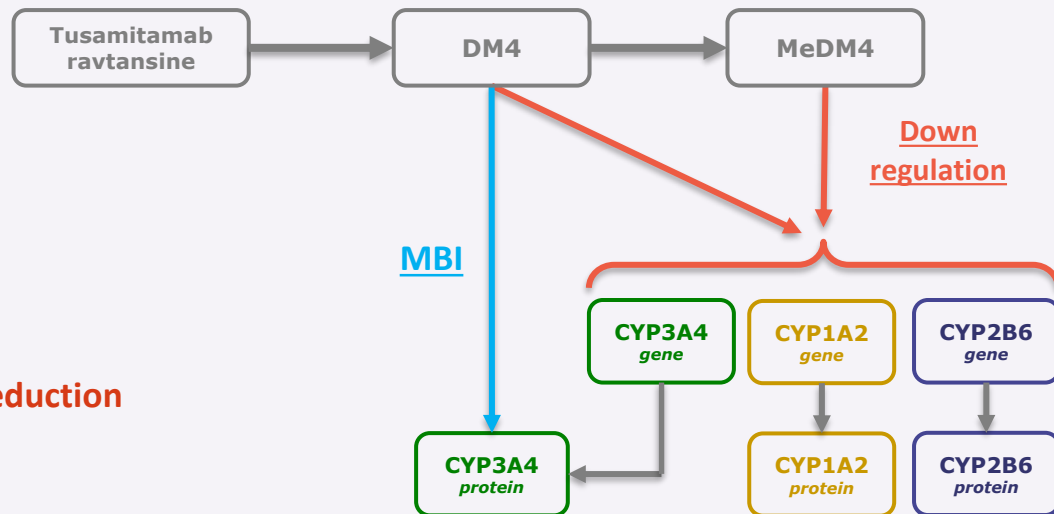 Tusamitamab
ravtansine
DM4
MeDM4
Down
regulation
MBI
CYP3A4
gene
CYP1A2
gene
CYP2B6
gene
eduction
CYP3A4
protein
CYP1A2
protein
CYP2B6
protein